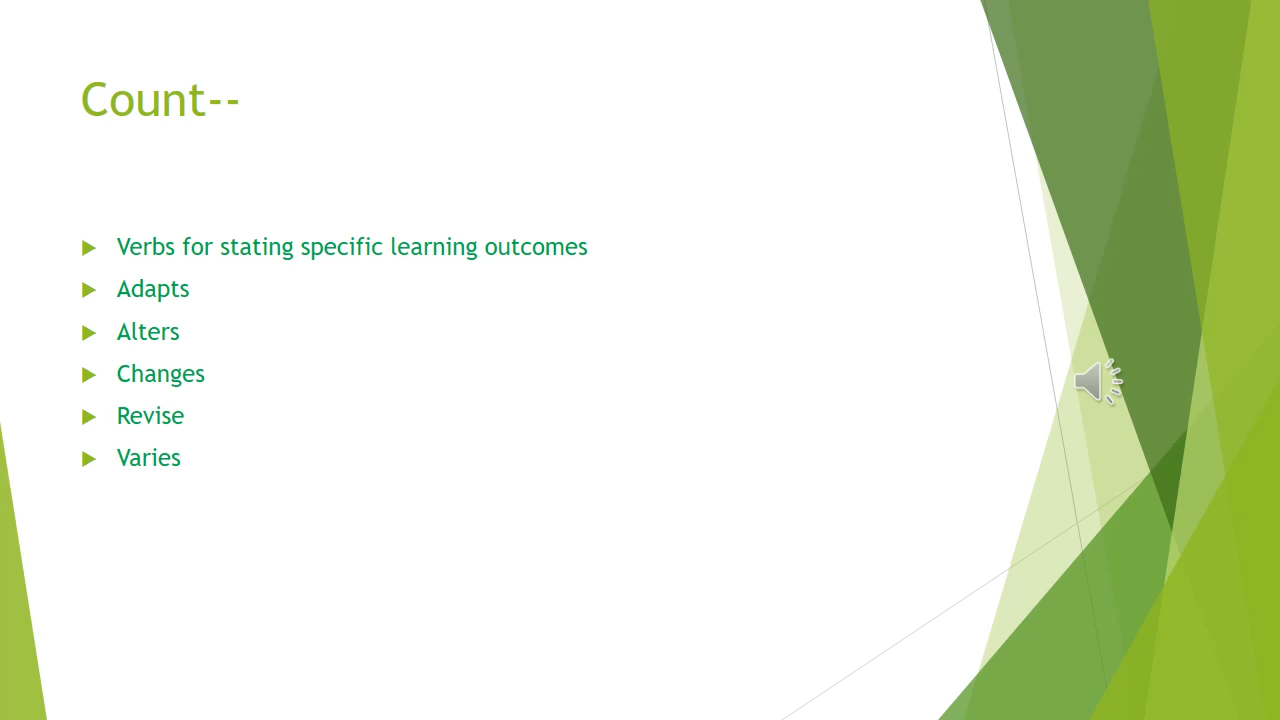 Count--
Verbs for stating specific learning outcomes
Adapts
Alters
Changes
Revise
Varies